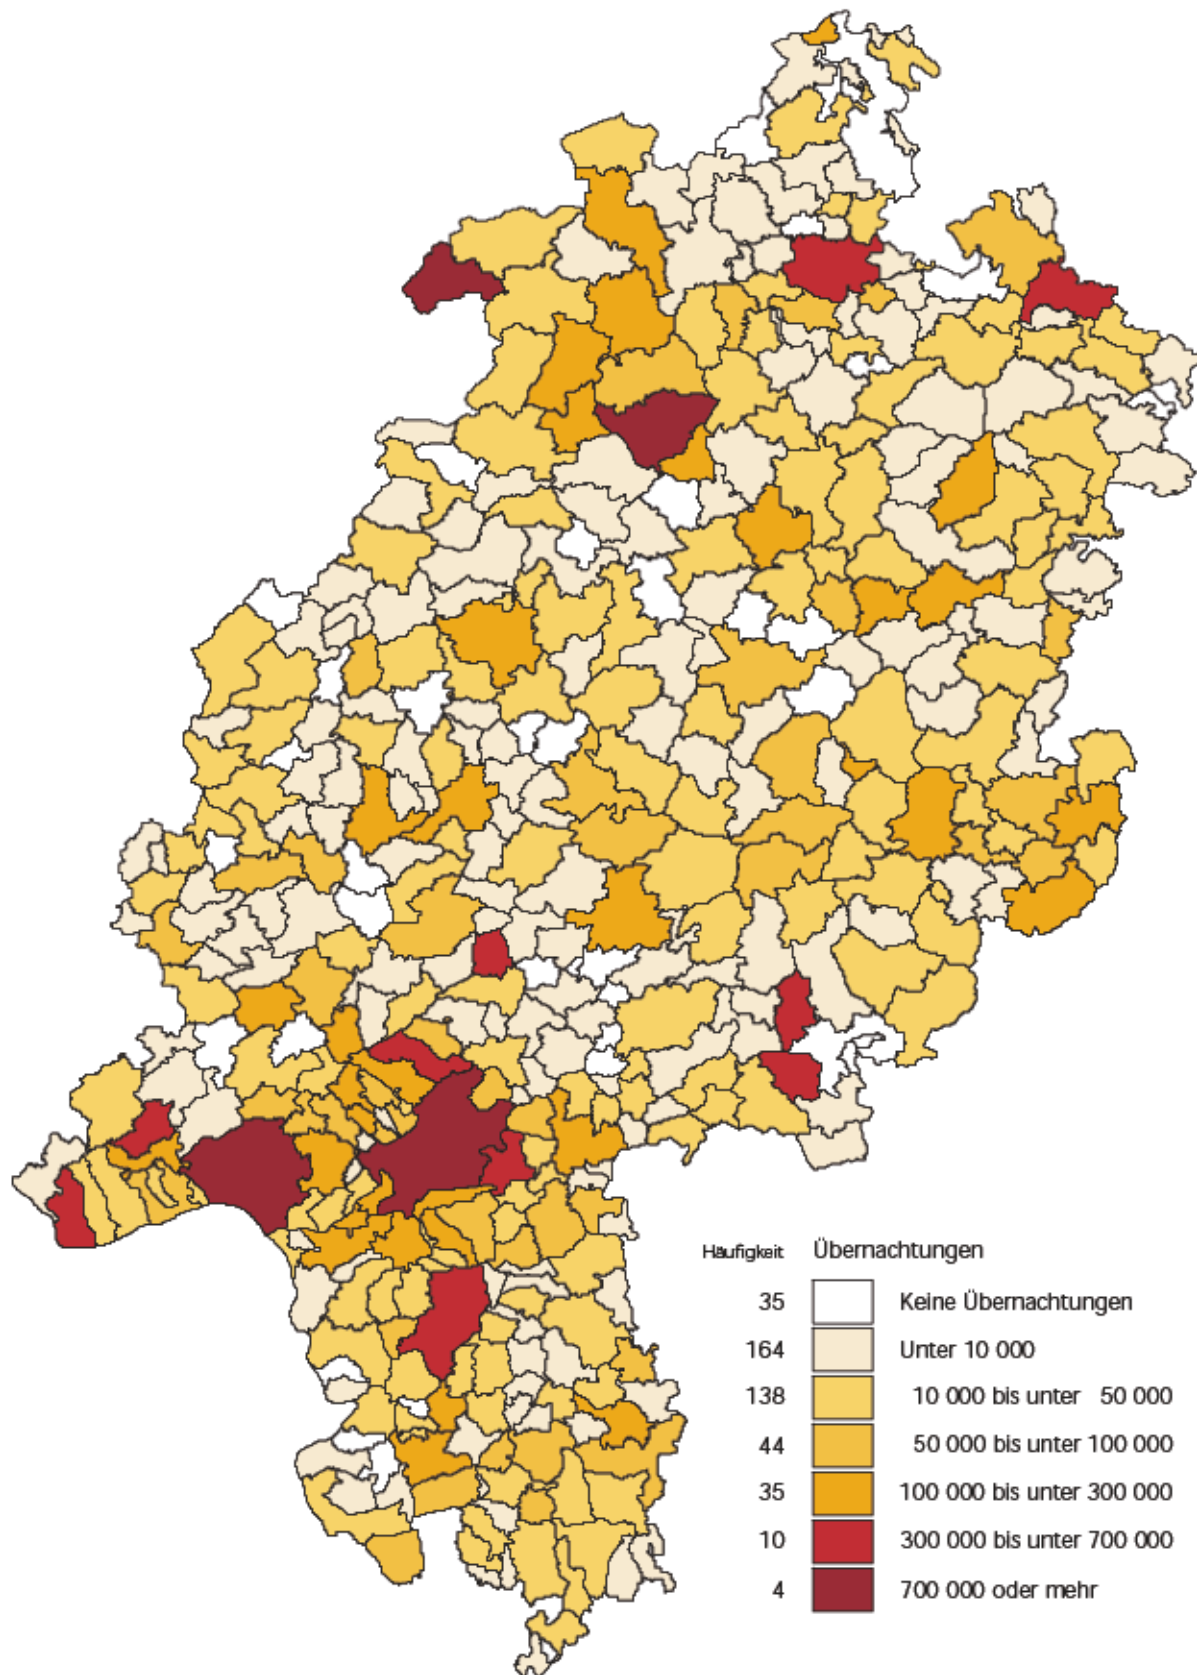 Häufigkeit Übernachtungen
35 Keine Übernachtungen
164 Unter 10 000
138 10 000 bis unter 50 000
44 50 000 bis unter 100 000
35 100 000 bis unter 300 000
10 300 000 bis unter 700 000
4 700 000 oder mehr